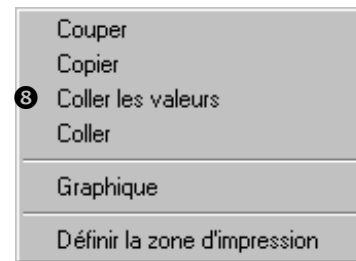 Couper
Copier
8 Coller les valeurs
Coller
Graphique
Définir la zone d'impression